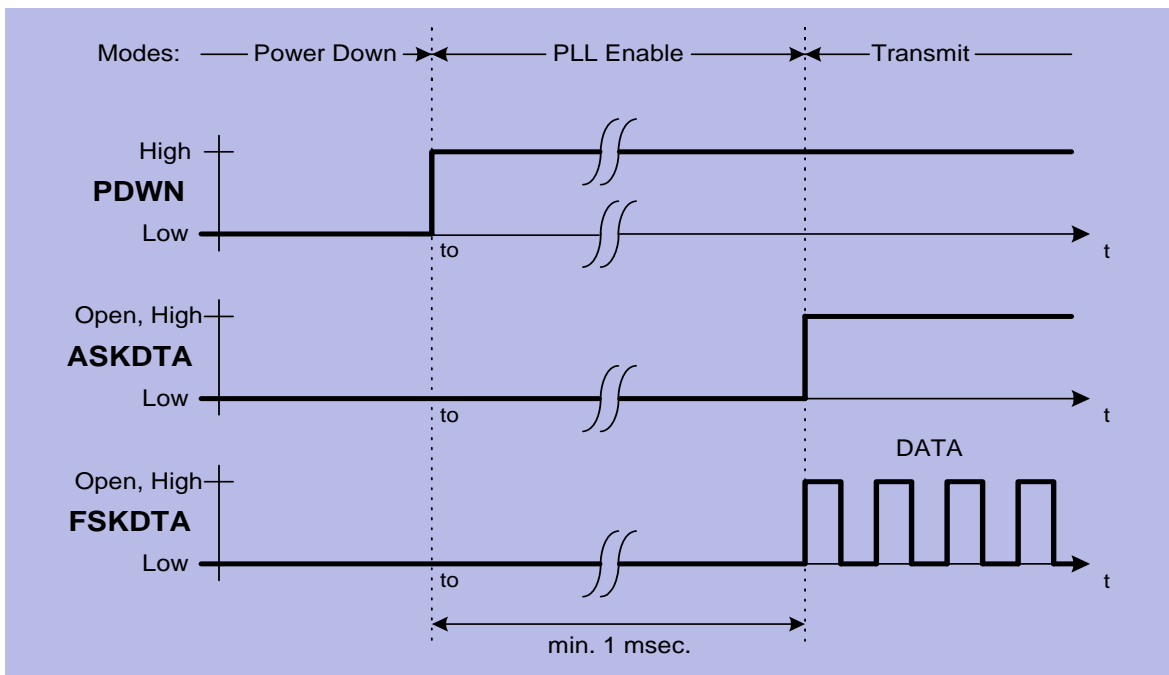 Modes: Power Down PLL Enable Transmit
High
PDWN
Low
to
t
Open, High
ASKDTA
Low
to
t
DATA
Open, High
FSKDTA
Low
to
t
min. 1 msec.